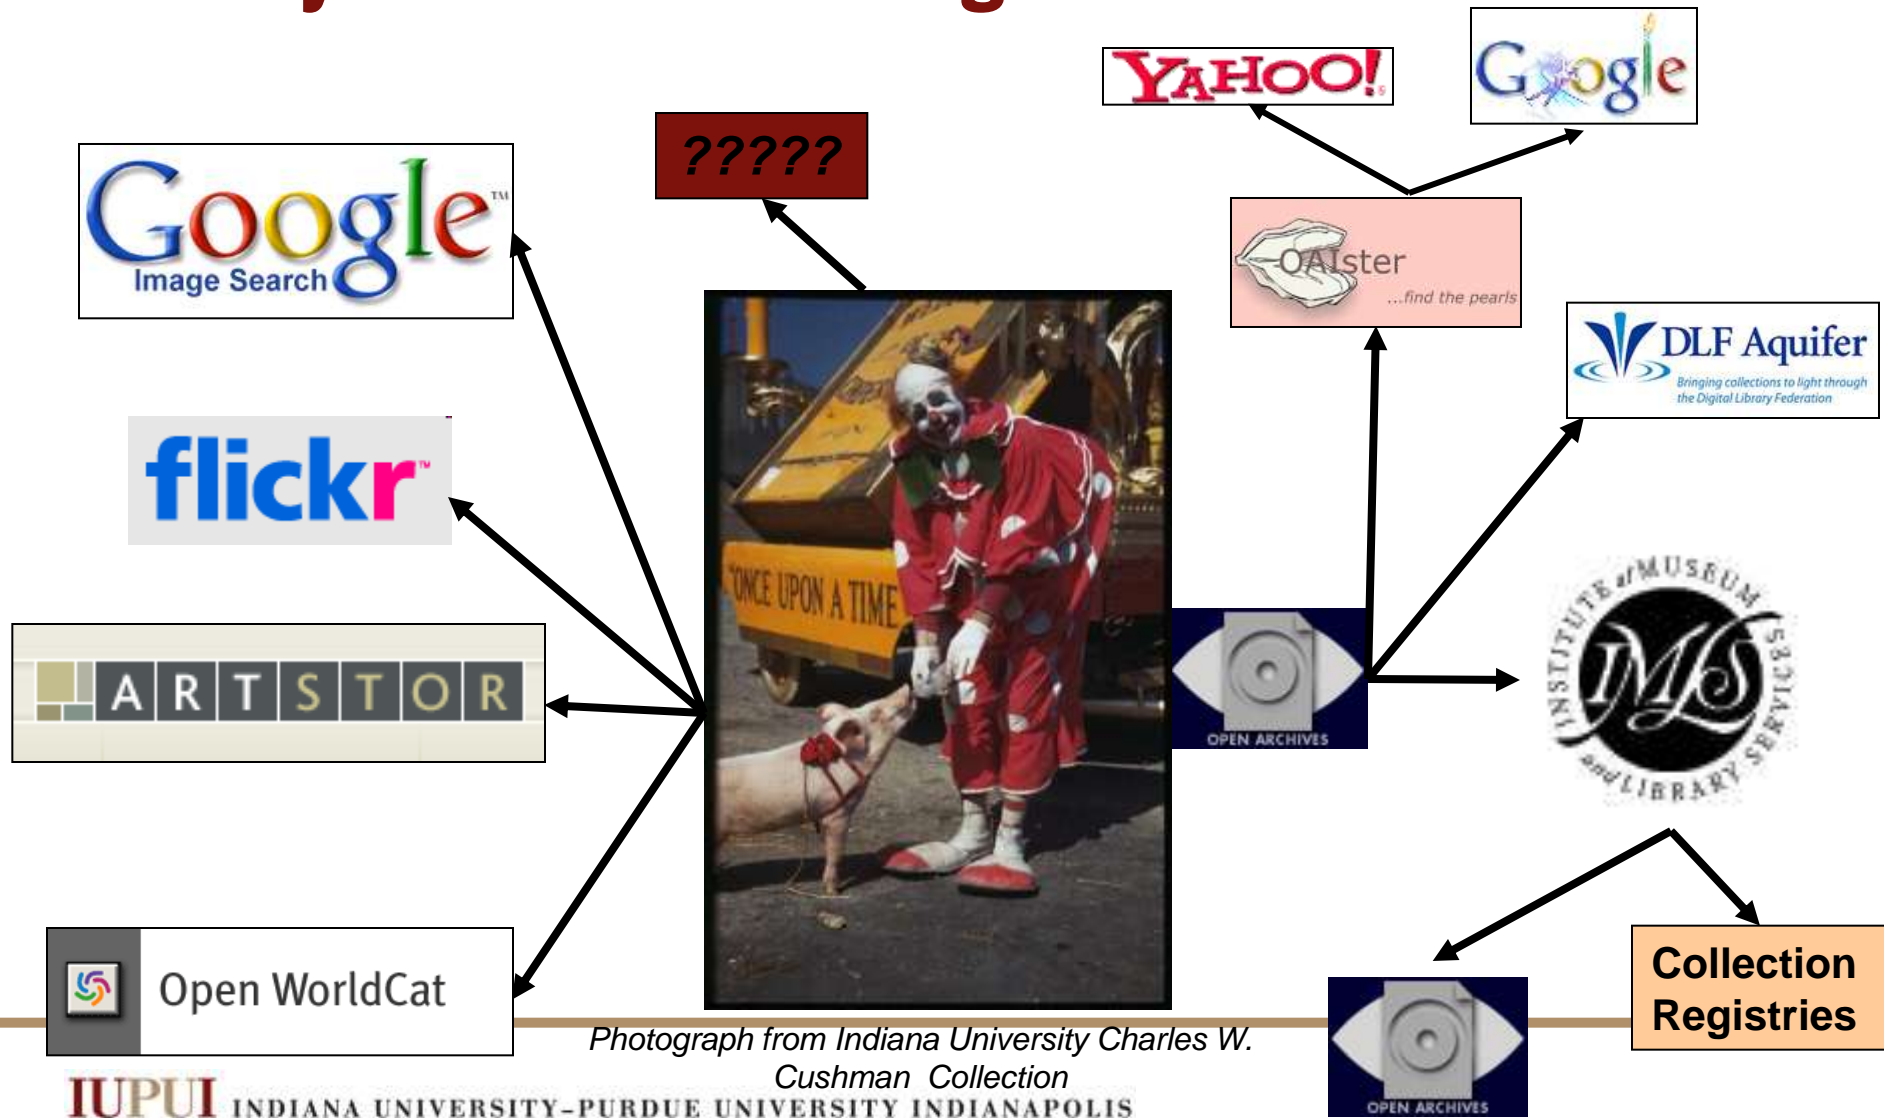 YAHOO!
Google
?????
Google™
Image Search
OAIster
...find the pearls
DLF Aquifer
Bringing collections to light through
the Digital Library Federation
flickr™
"ONCE UPON A TIME
INSTITUTE of MUSEUM
and LIBRARY SERVICES
IMLS
ARTSTOR
OPEN ARCHIVES
Open WorldCat
Collection
Registries
Photograph from Indiana University Charles W.
Cushman Collection
OPEN ARCHIVES
IUPUI INDIANA UNIVERSITY–PURDUE UNIVERSITY INDIANAPOLIS